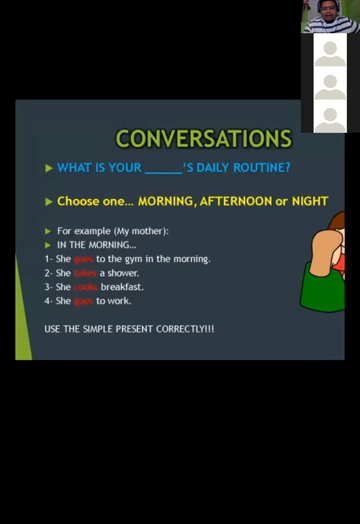 CONVERSATIONS
WHAT IS YOUR _____'S DAILY ROUTINE?
Choose one... MORNING, AFTERNOON or NIGHT
For example (My mother):
IN THE MORNING...
1- She goes to the gym in the morning.
2- She takes a shower.
3- She cooks breakfast.
4- She goes to work.
USE THE SIMPLE PRESENT CORRECTLY!!!